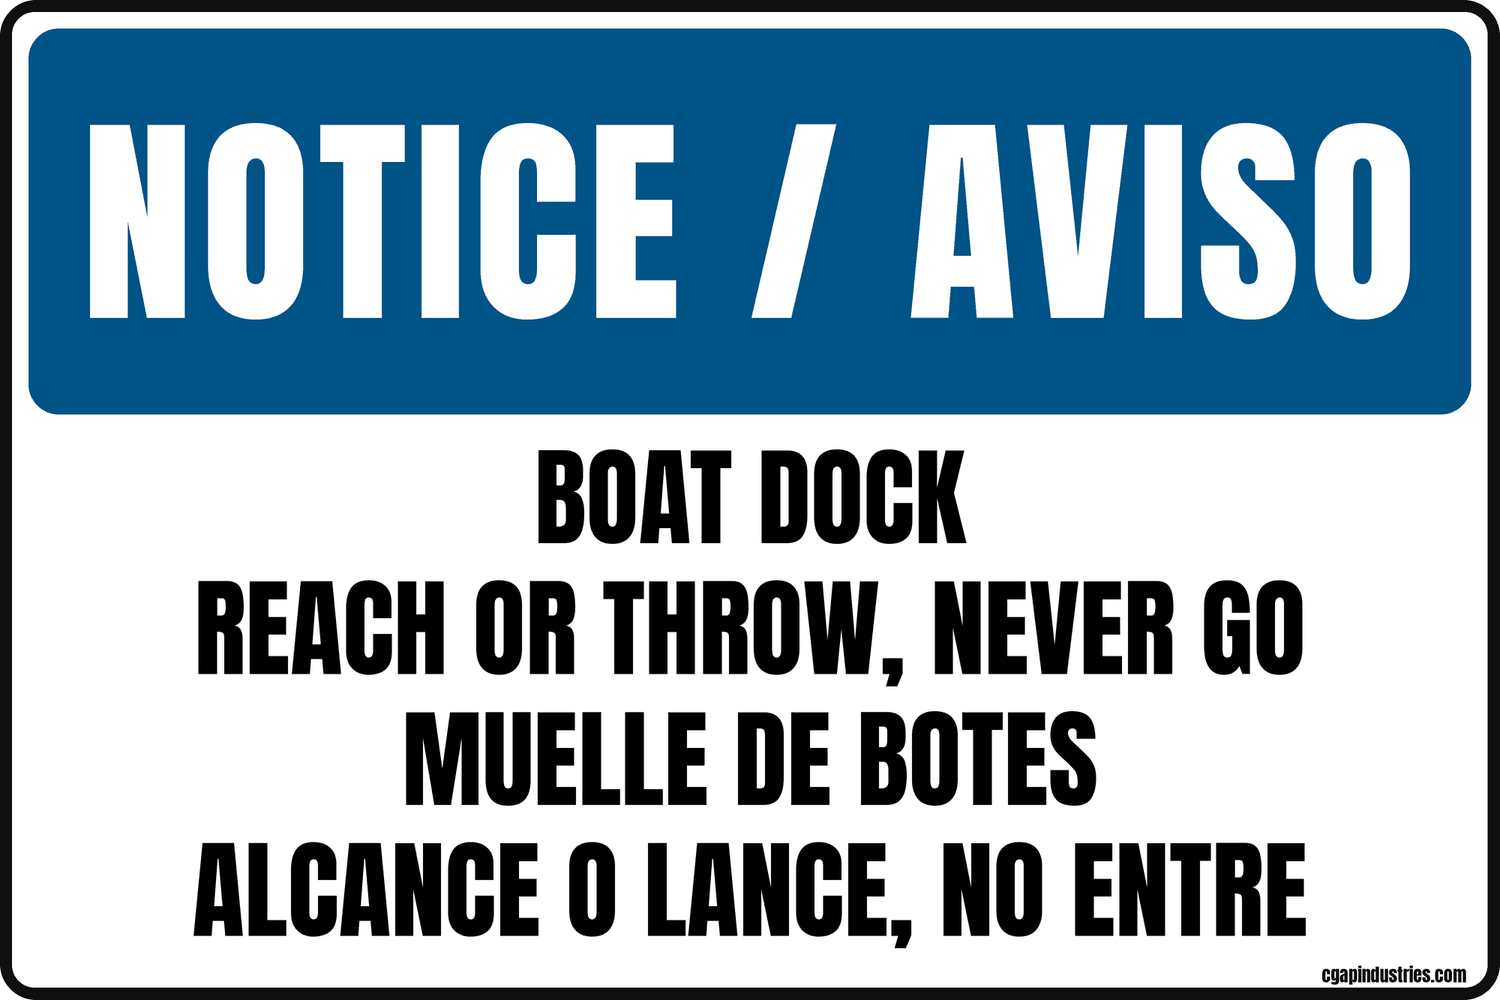 NOTICE / AVISO
BOAT DOCK
REACH OR THROW, NEVER GO
MUELLE DE BOTES
ALCANCE O LANCE, NO ENTRE
cgapindustries.com